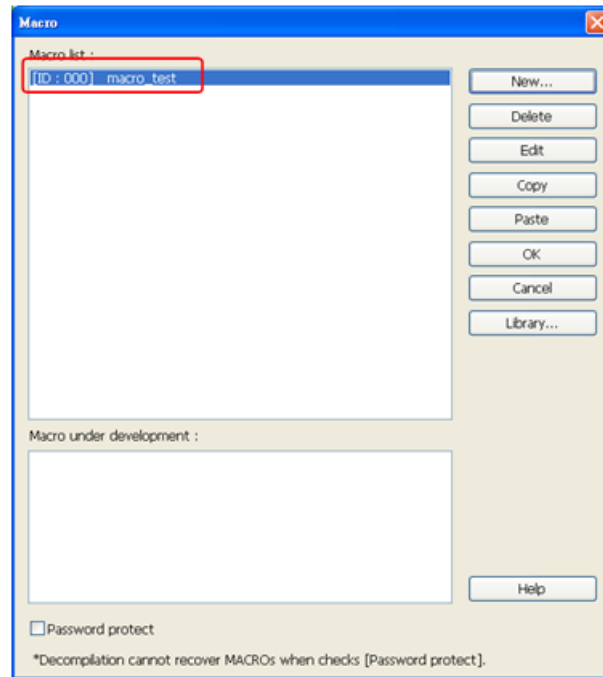 Macro
Macro list :
[ID : 000] macro_test
New...
Delete
Edit
Copy
Paste
OK
Cancel
Library...
Macro under development :
Help
Password protect
*Decompilation cannot recover MACROs when checks [Password protect].